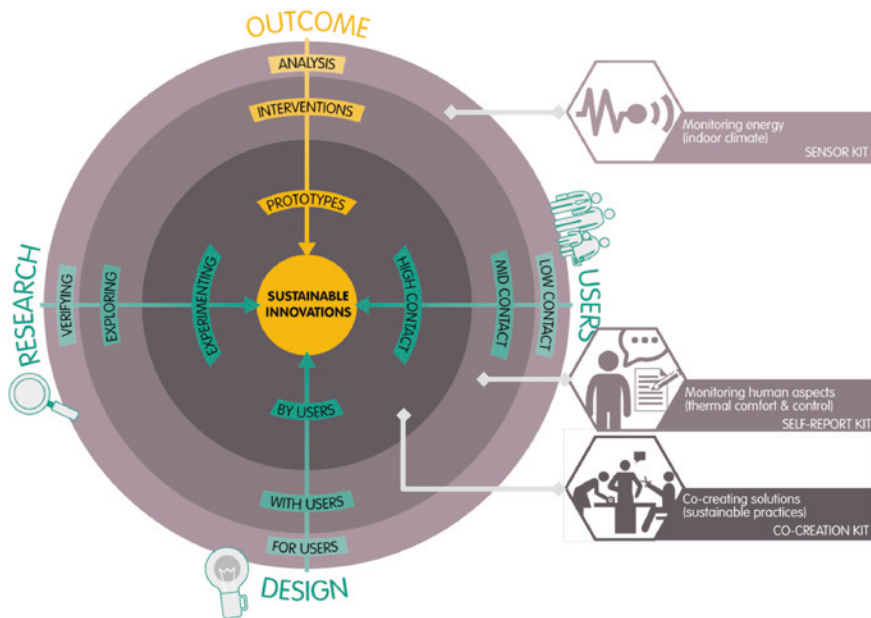 OUTCOME
ANALYSIS
INTERVENTIONS
PROTOTYPES
RESEARCH
VERIFYING
EXPLORING
EXPERIMENTING
SUSTAINABLE
INNOVATIONS
HIGH CONTACT
MID CONTACT
LOW CONTACT
USERS
BY USERS
WITH USERS
FOR USERS
DESIGN
Monitoring energy
(indoor climate)
SENSOR KIT
Monitoring human aspects
(thermal comfort & control)
SELF-REPORT KIT
Co-creating solutions
(sustainable practices)
CO-CREATION KIT